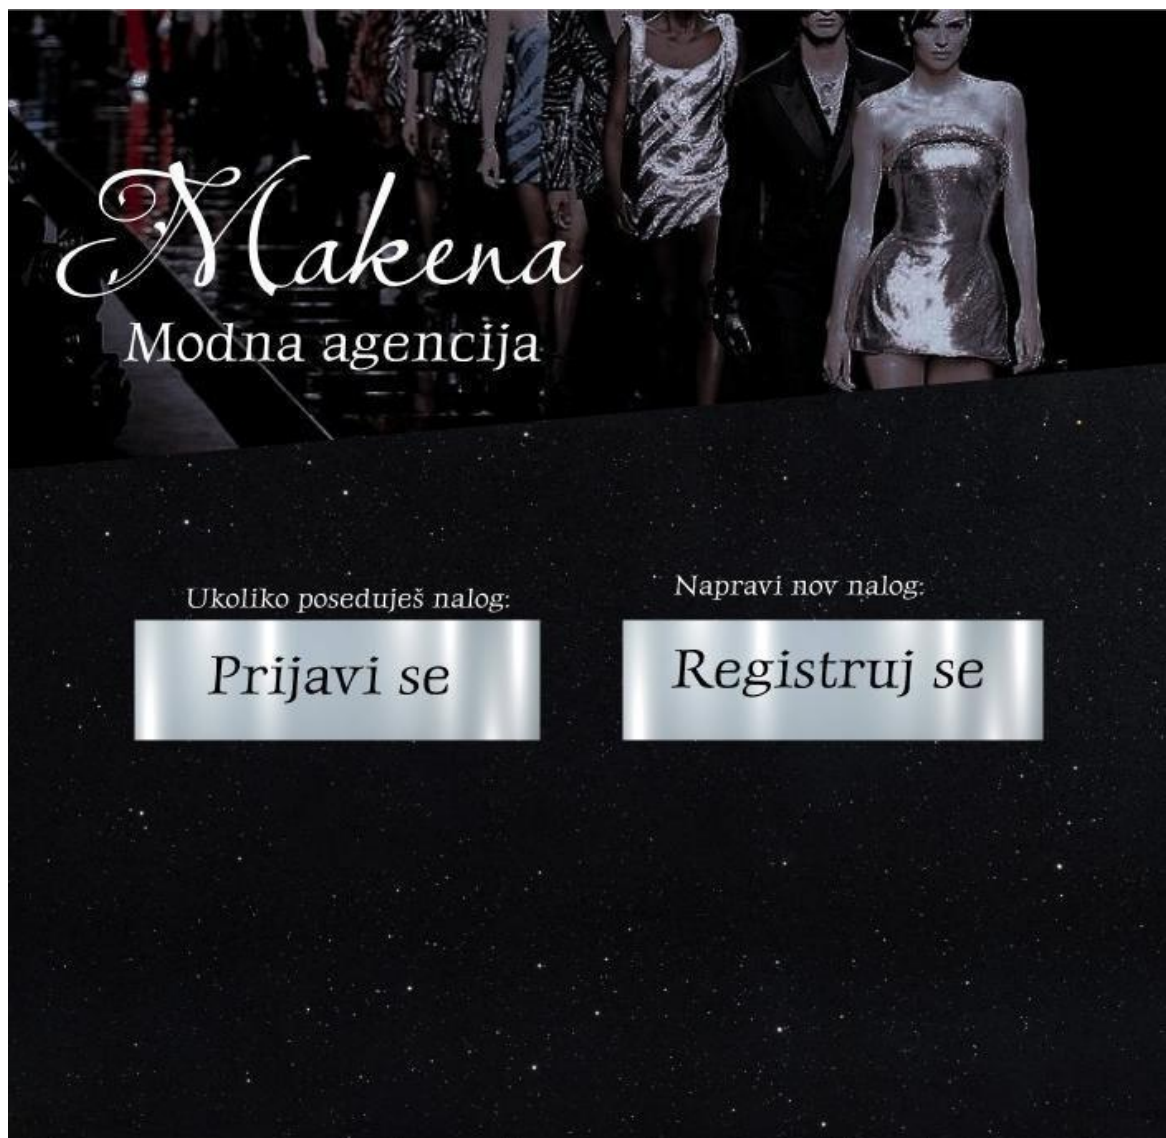 Makena
Modna agencija
Ukoliko poseduješ nalog:
Napravi nov nalog:
Prijavi se
Registruj se